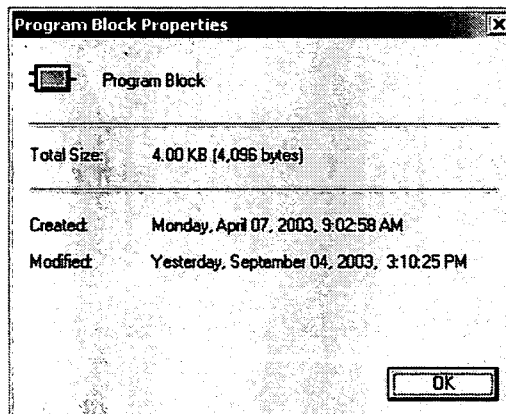 Program Block Properties
Program Block
Total Size: 4.00 KB (4,096 bytes)
Created: Monday, April 07, 2003, 9:02:58 AM
Modified: Yesterday, September 04, 2003, 3:10:25 PM
OK